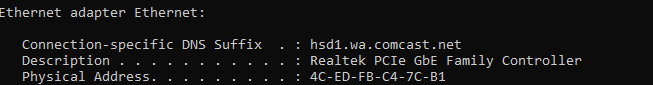 Ethernet adapter Ethernet:
Connection-specific DNS Suffix  . : hsd1.wa.comcast.net
Description . . . . . . . . . . . : Realtek PCIe GbE Family Controller
Physical Address. . . . . . . . . : 4C-ED-FB-C4-7C-B1